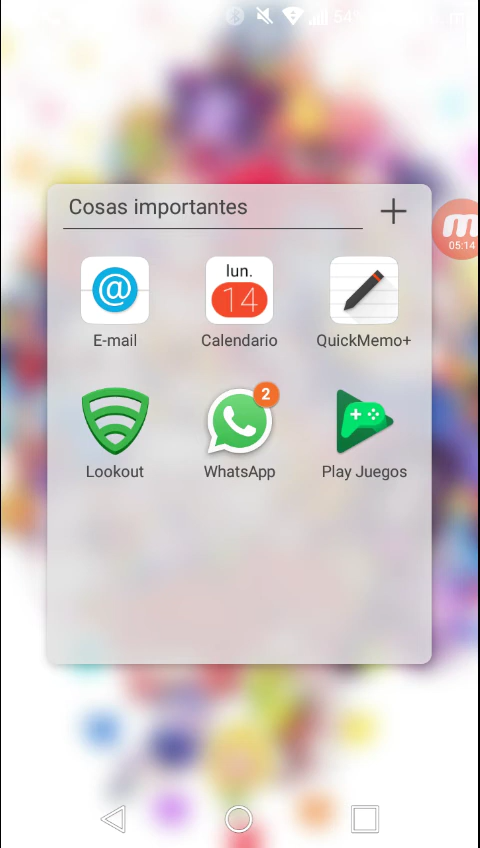 54%
Cosas importantes
05:14
@
lun.
14
E-mail
Calendario
QuickMemo+
2
Lookout
WhatsApp
Play Juegos